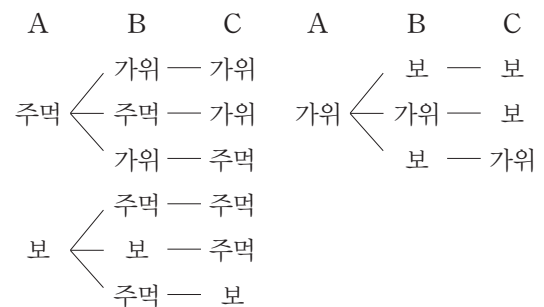 A B C A B C
가위 가위 보 보
주먹 주먹 가위 가위 가위 보
가위 주먹 보 가위
주먹 주먹
보 보 주먹
주먹 보